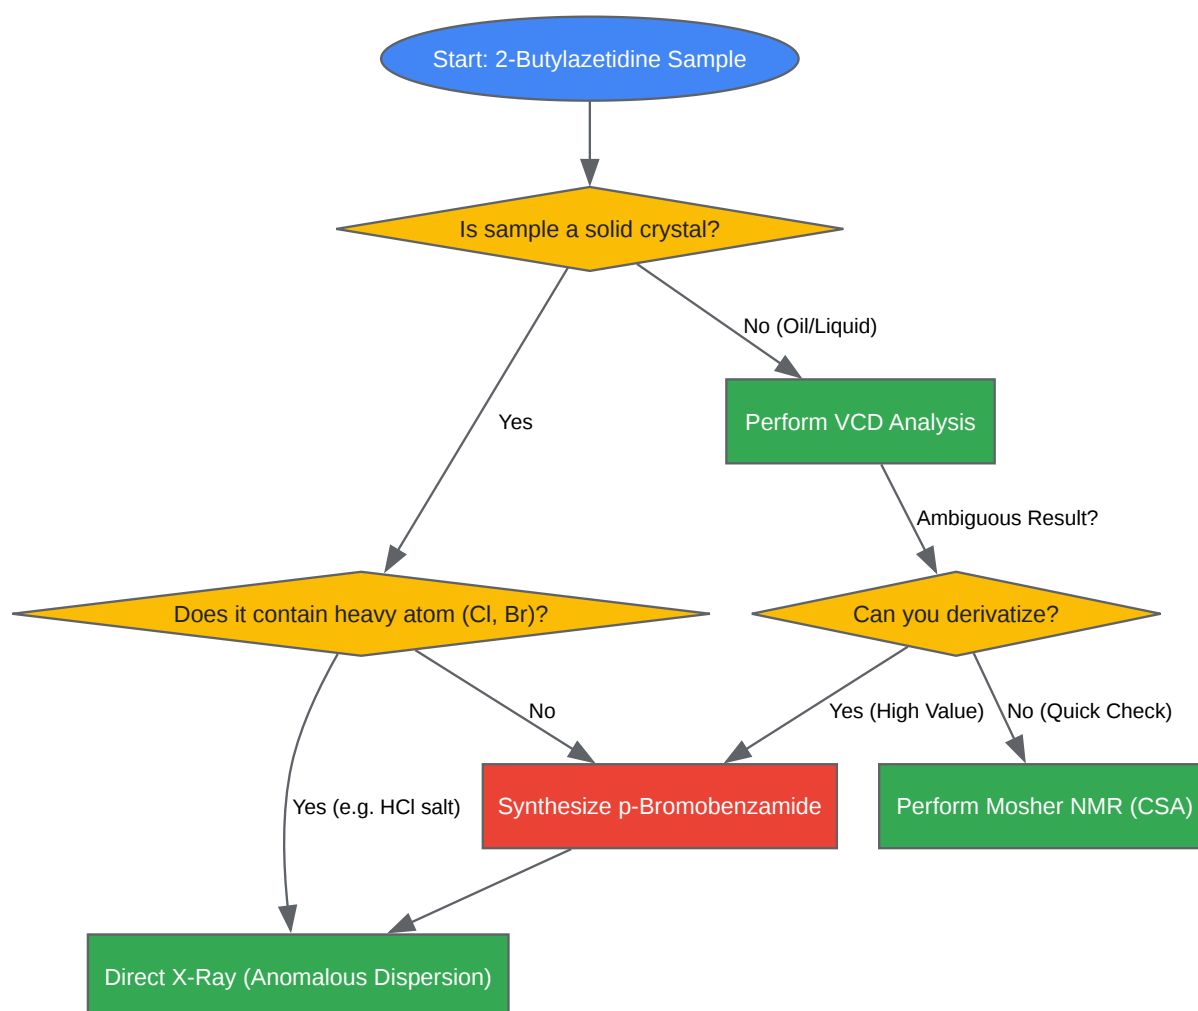 Start: 2-Butylazetidine Sample
Is sample a solid crystal?
No (Oil/Liquid)
Yes
Perform VCD Analysis
Ambiguous Result?
Does it contain heavy atom (Cl, Br)?
Can you derivatize?
No
Yes (High Value)
No (Quick Check)
Yes (e.g. HCl salt)
Synthesize p-Bromobenzamide
Perform Mosher NMR (CSA)
Direct X-Ray (Anomalous Dispersion)